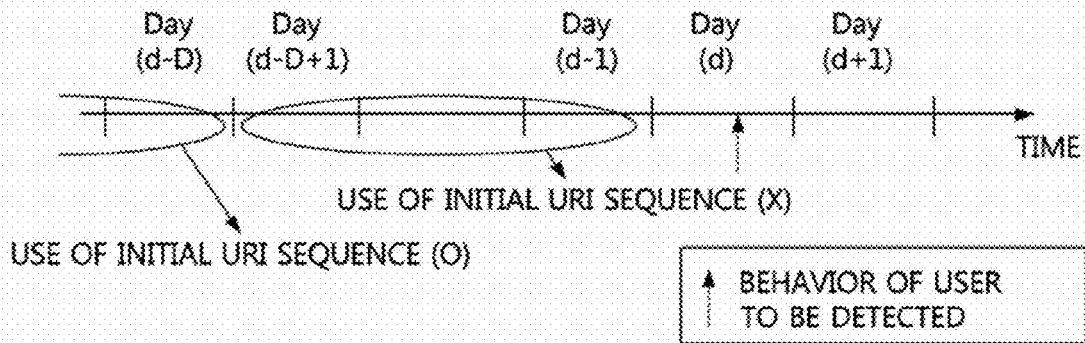 Day Day Day Day Day
(d-D) (d-D+1) (d-1) (d) (d+1)
TIME
USE OF INITIAL URI SEQUENCE (X)
USE OF INITIAL URI SEQUENCE (O)
BEHAVIOR OF USER
TO BE DETECTED